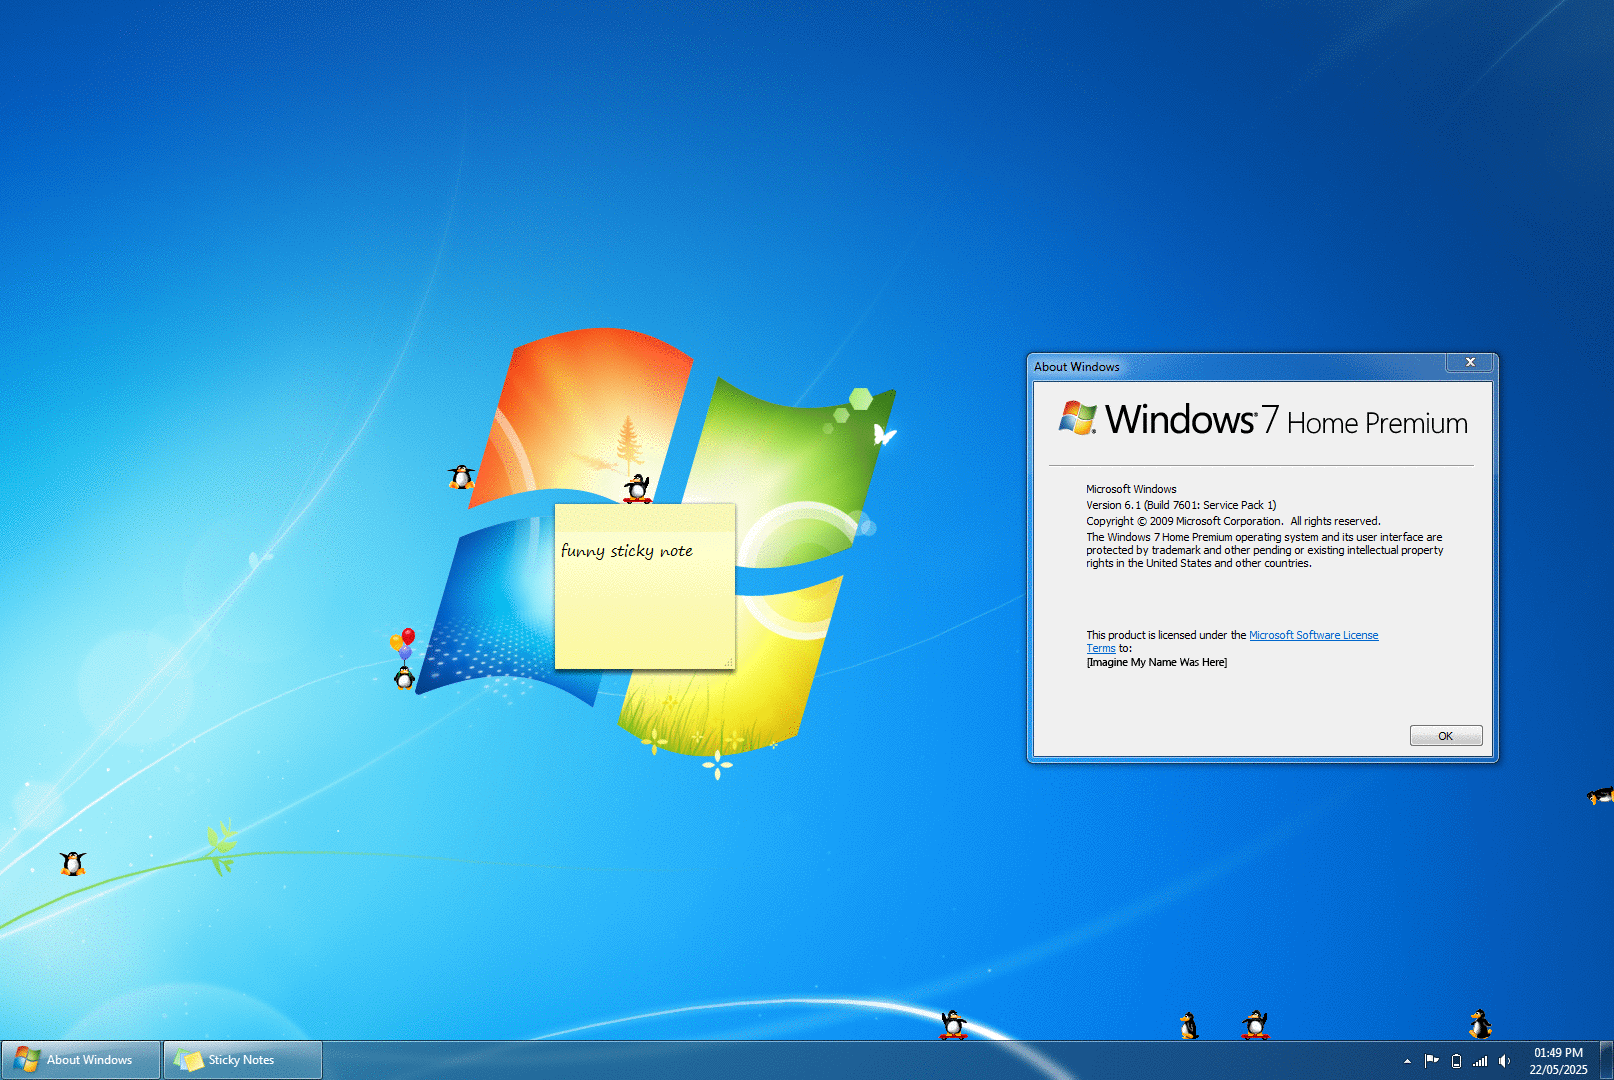 funny sticky note
About Windows
Windows 7 Home Premium
Microsoft Windows
Version 6.1 (Build 7601: Service Pack 1)
Copyright © 2009 Microsoft Corporation. All rights reserved.
The Windows 7 Home Premium operating system and its user interface are
protected by trademark and other pending or existing intellectual property
rights in the United States and other countries.
This product is licensed under the Microsoft Software License
Terms to:
[Imagine My Name Was Here]
OK
About Windows
Sticky Notes
01:49 PM
22/05/2025